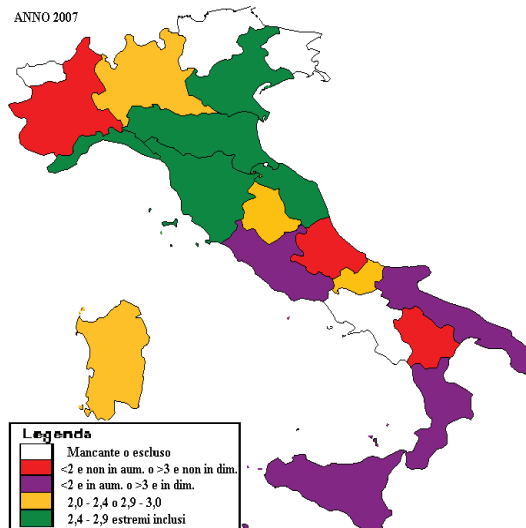 ANNO 2007
Legenda
Mancante o escluso
<2 e non in aum. o >3 e non in dim.
<2 e in aum. o >3 e in dim.
2,0 - 2,4 o 2,9 - 3,0
2,4 - 2,9 estremi inclusi